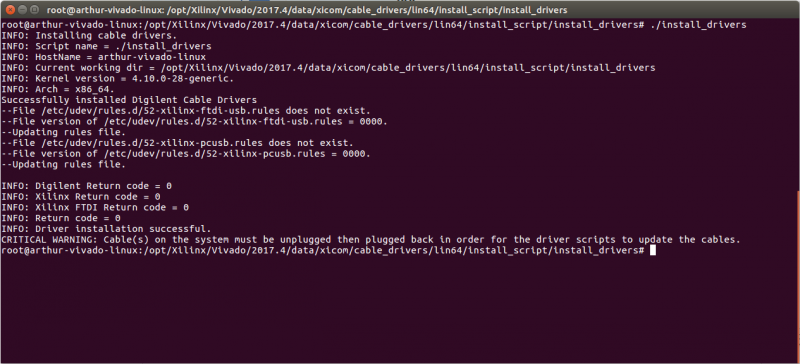 root@arthur-vivado-linux: /opt/Xilinx/Vivado/2017.4/data/xicom/cable_drivers/lin64/install_script/install_drivers
root@arthur-vivado-linux:/opt/Xilinx/Vivado/2017.4/data/xicom/cable_drivers/lin64/install_script/install_drivers# ./install_drivers
INFO: Installing cable drivers.
INFO: Script name = ./install_drivers
INFO: HostName = arthur-vivado-linux
INFO: Current working dir = /opt/Xilinx/Vivado/2017.4/data/xicom/cable_drivers/lin64/install_script/install_drivers
INFO: Kernel version = 4.10.0-28-generic.
INFO: Arch = x86_64.
Successfully installed Digilent Cable Drivers
--File /etc/udev/rules.d/52-xilinx-ftdi-usb.rules does not exist.
--File version of /etc/udev/rules.d/52-xilinx-ftdi-usb.rules = 0000.
--Updating rules file.
--File /etc/udev/rules.d/52-xilinx-pcusb.rules does not exist.
--File version of /etc/udev/rules.d/52-xilinx-pcusb.rules = 0000.
--Updating rules file.
INFO: Digilent Return code = 0
INFO: Xilinx Return code = 0
INFO: Xilinx FTDI Return code = 0
INFO: Return code = 0
INFO: Driver installation successful.
CRITICAL WARNING: Cable(s) on the system must be unplugged then plugged back in order for the driver scripts to update the cables.
root@arthur-vivado-linux:/opt/Xilinx/Vivado/2017.4/data/xicom/cable_drivers/lin64/install_script/install_drivers#